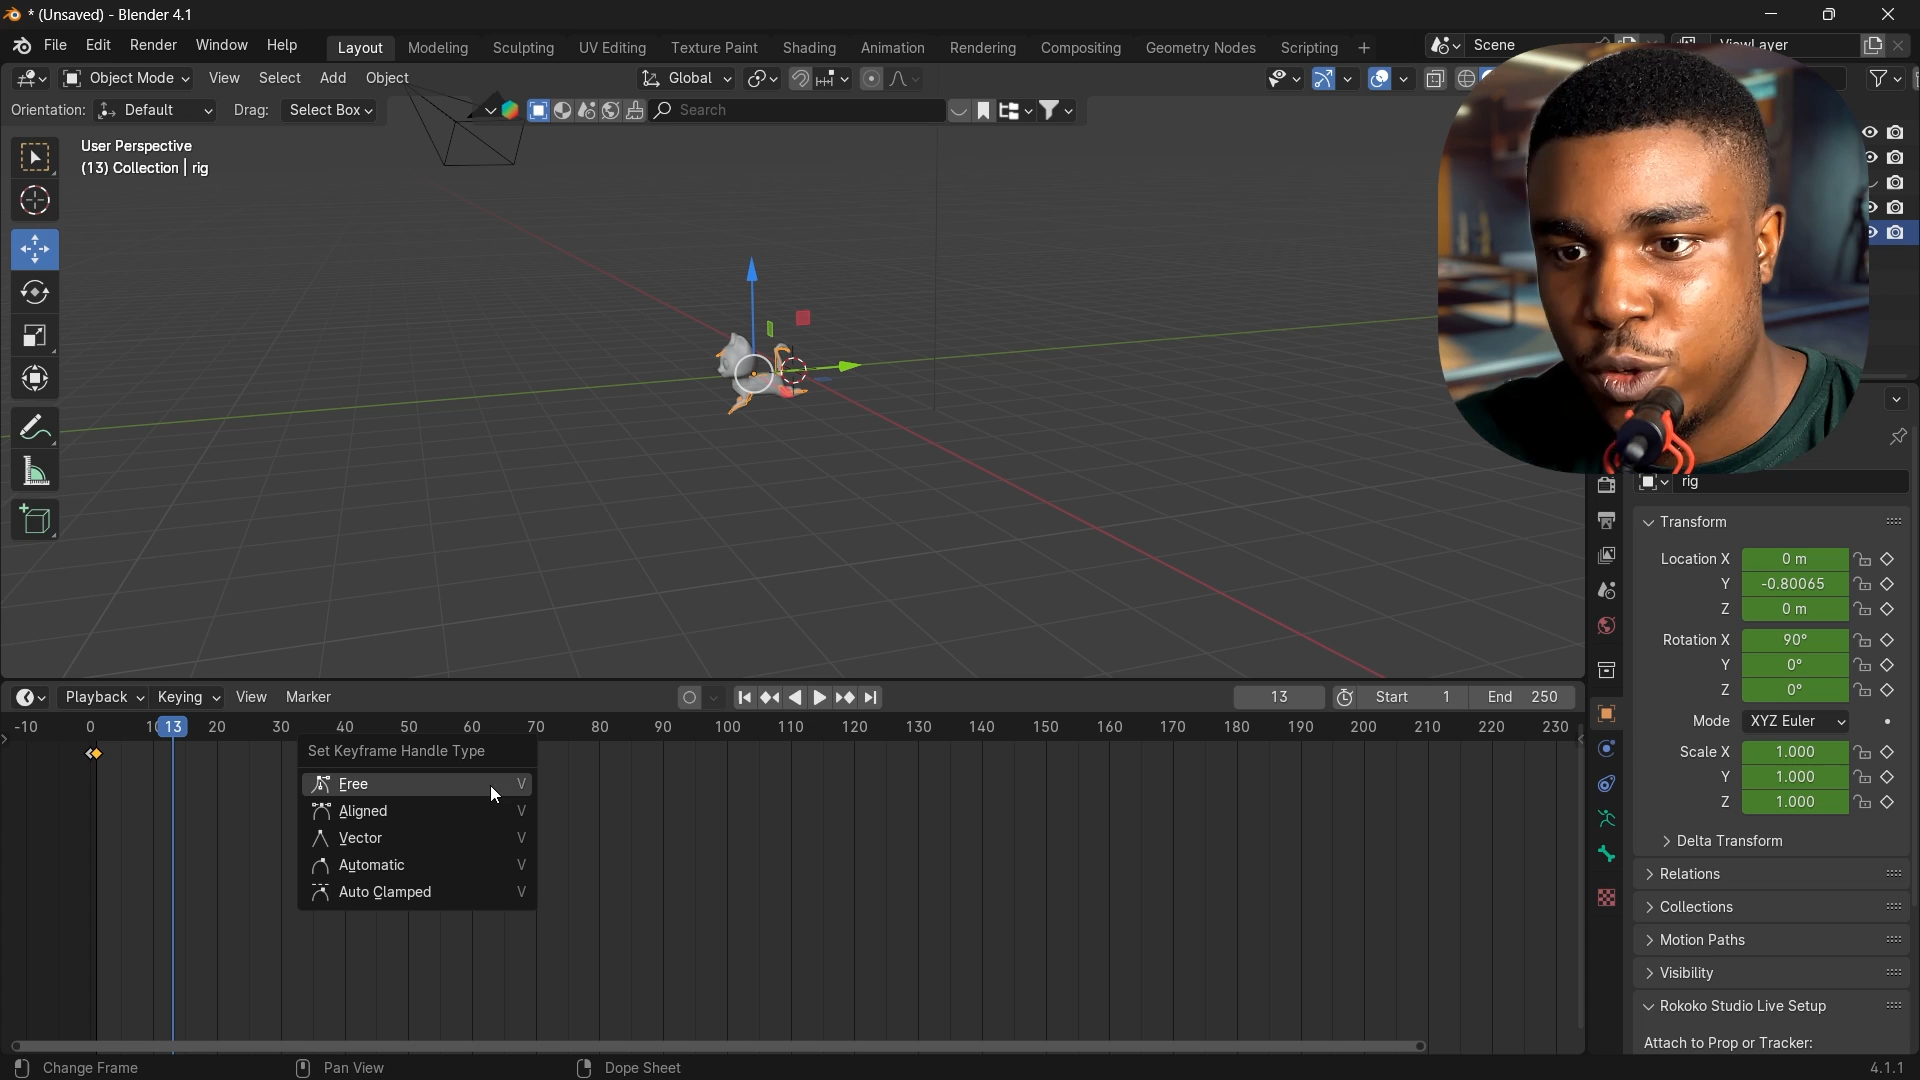 * (Unsaved) - Blender 4.1
File Edit Render Window Help Layout Modeling Sculpting UV Editing Texture Paint Shading Animation Rendering Compositing Geometry Nodes Scripting + Scene ViewLayer
Object Mode View Select Add Object Global
Orientation: Default Drag: Select Box Search
User Perspective
(13) Collection | rig
rig
Transform
Location X 0 m
Y -0.80065
Z 0 m
Rotation X 90°
Y 0°
Z 0°
Mode XYZ Euler
Scale X 1.000
Y 1.000
Z 1.000
Delta Transform
Relations
Collections
Motion Paths
Visibility
Rokoko Studio Live Setup
Attach to Prop or Tracker:
Playback Keying View Marker 13 Start 1 End 250
-10 0 10 13 20 30 40 50 60 70 80 90 100 110 120 130 140 150 160 170 180 190 200 210 220 230
Set Keyframe Handle Type
Free V
Aligned V
Vector V
Automatic V
Auto Clamped V
Change Frame Pan View Dope Sheet 4.1.1